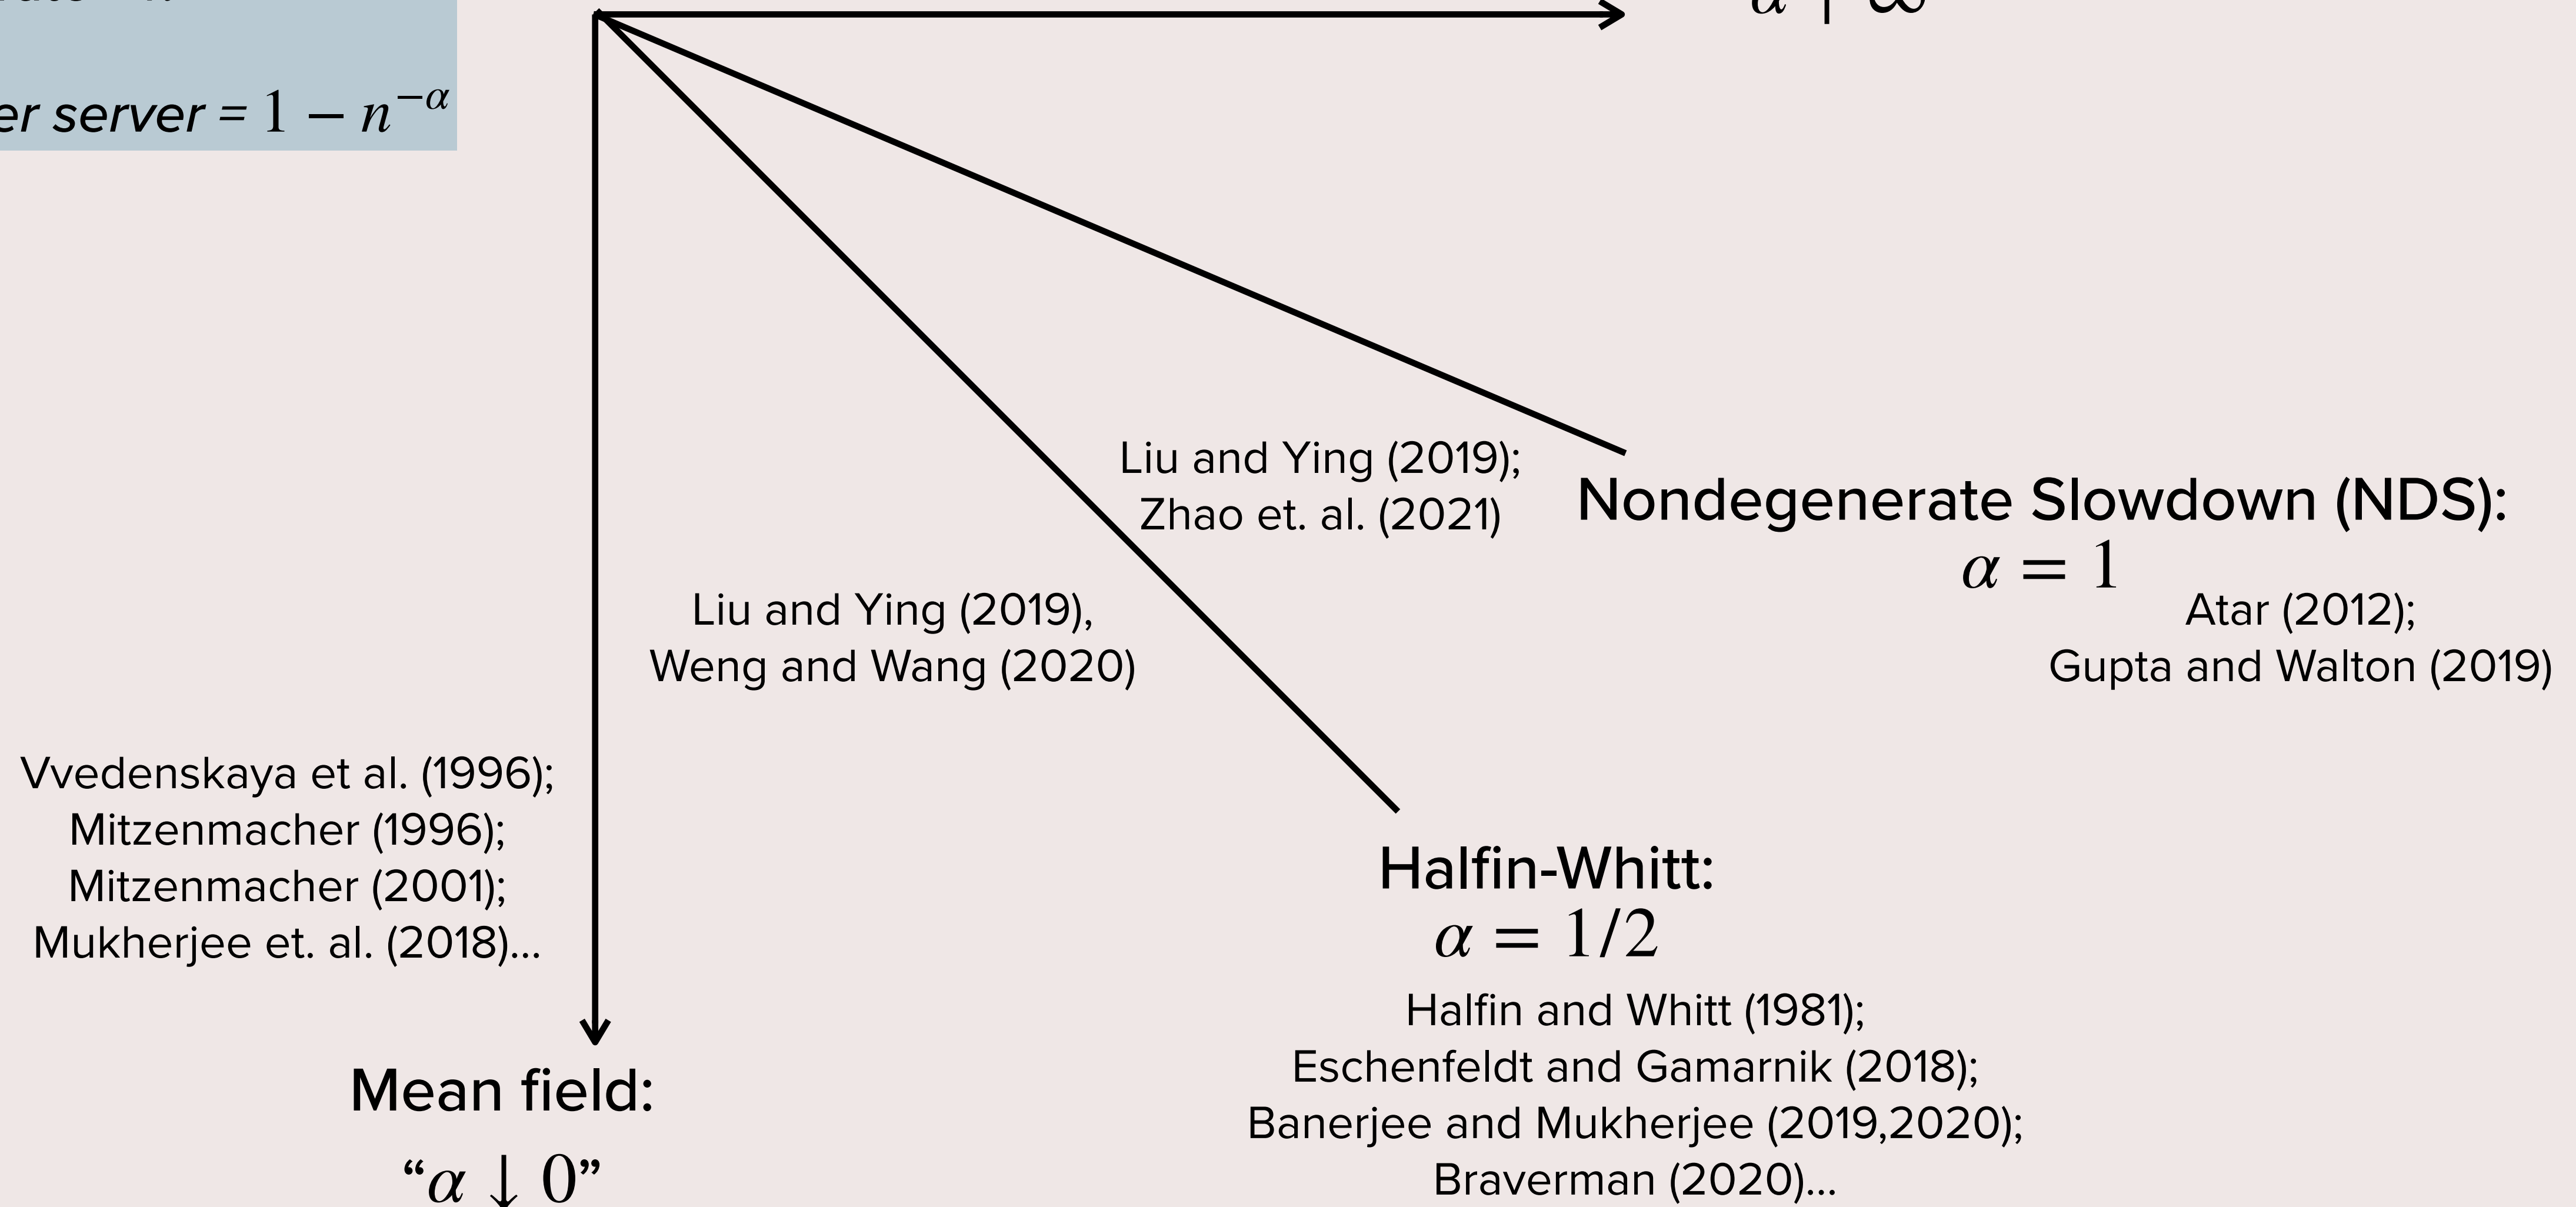 α ↑ ∞
er server = 1 − n^{−α}
Liu and Ying (2019);
Zhao et. al. (2021)
Nondegenerate Slowdown (NDS):
α = 1
Atar (2012);
Gupta and Walton (2019)
Liu and Ying (2019),
Weng and Wang (2020)
Vvedenskaya et al. (1996);
Mitzenmacher (1996);
Mitzenmacher (2001);
Mukherjee et. al. (2018)...
Halfin-Whitt:
α = 1/2
Halfin and Whitt (1981);
Eschenfeldt and Gamarnik (2018);
Banerjee and Mukherjee (2019,2020);
Braverman (2020)...
Mean field:
“α ↓ 0”